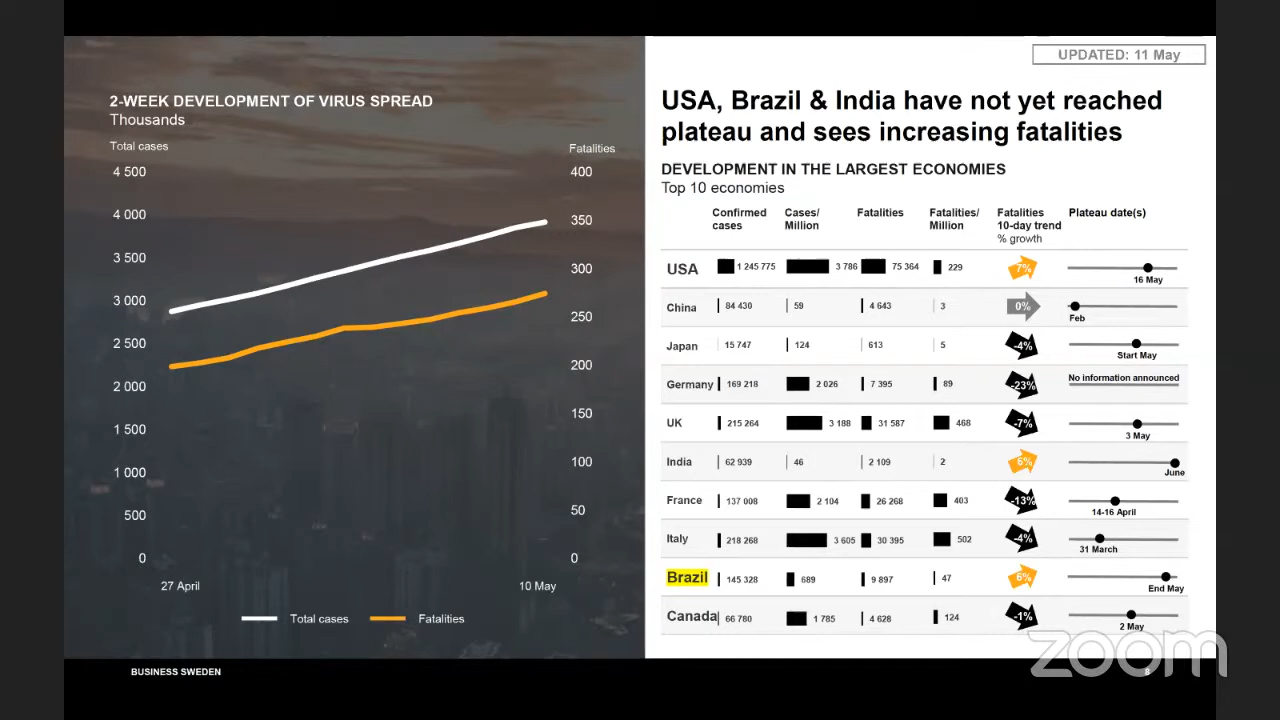 UPDATED: 11 May
2-WEEK DEVELOPMENT OF VIRUS SPREAD
Thousands
Total cases
Fatalities
4 500
4 000
3 500
3 000
2 500
2 000
1 500
1 000
500
0
400
350
300
250
200
150
100
50
0
27 April
10 May
Total cases
Fatalities
BUSINESS SWEDEN
USA, Brazil & India have not yet reached
plateau and sees increasing fatalities
DEVELOPMENT IN THE LARGEST ECONOMIES
Top 10 economies
Confirmed cases Cases/ Million Fatalities Fatalities/ Million Fatalities 10-day trend % growth Plateau date(s)
USA 1 245 775 3 786 75 364 229 7% 16 May
China 84 430 59 4 643 3 0% Feb
Japan 15 747 124 613 5 -4% Start May
Germany 169 218 2 026 7 395 89 -23% No information announced
UK 215 264 3 188 31 587 468 -7% 3 May
India 62 939 46 2 109 2 6% June
France 137 008 2 104 26 268 403 -13% 14-16 April
Italy 218 268 3 605 30 395 502 -4% 31 March
Brazil 145 328 689 9 897 47 6% End May
Canada 66 780 1 785 4 628 124 -1% 2 May
zoom
8